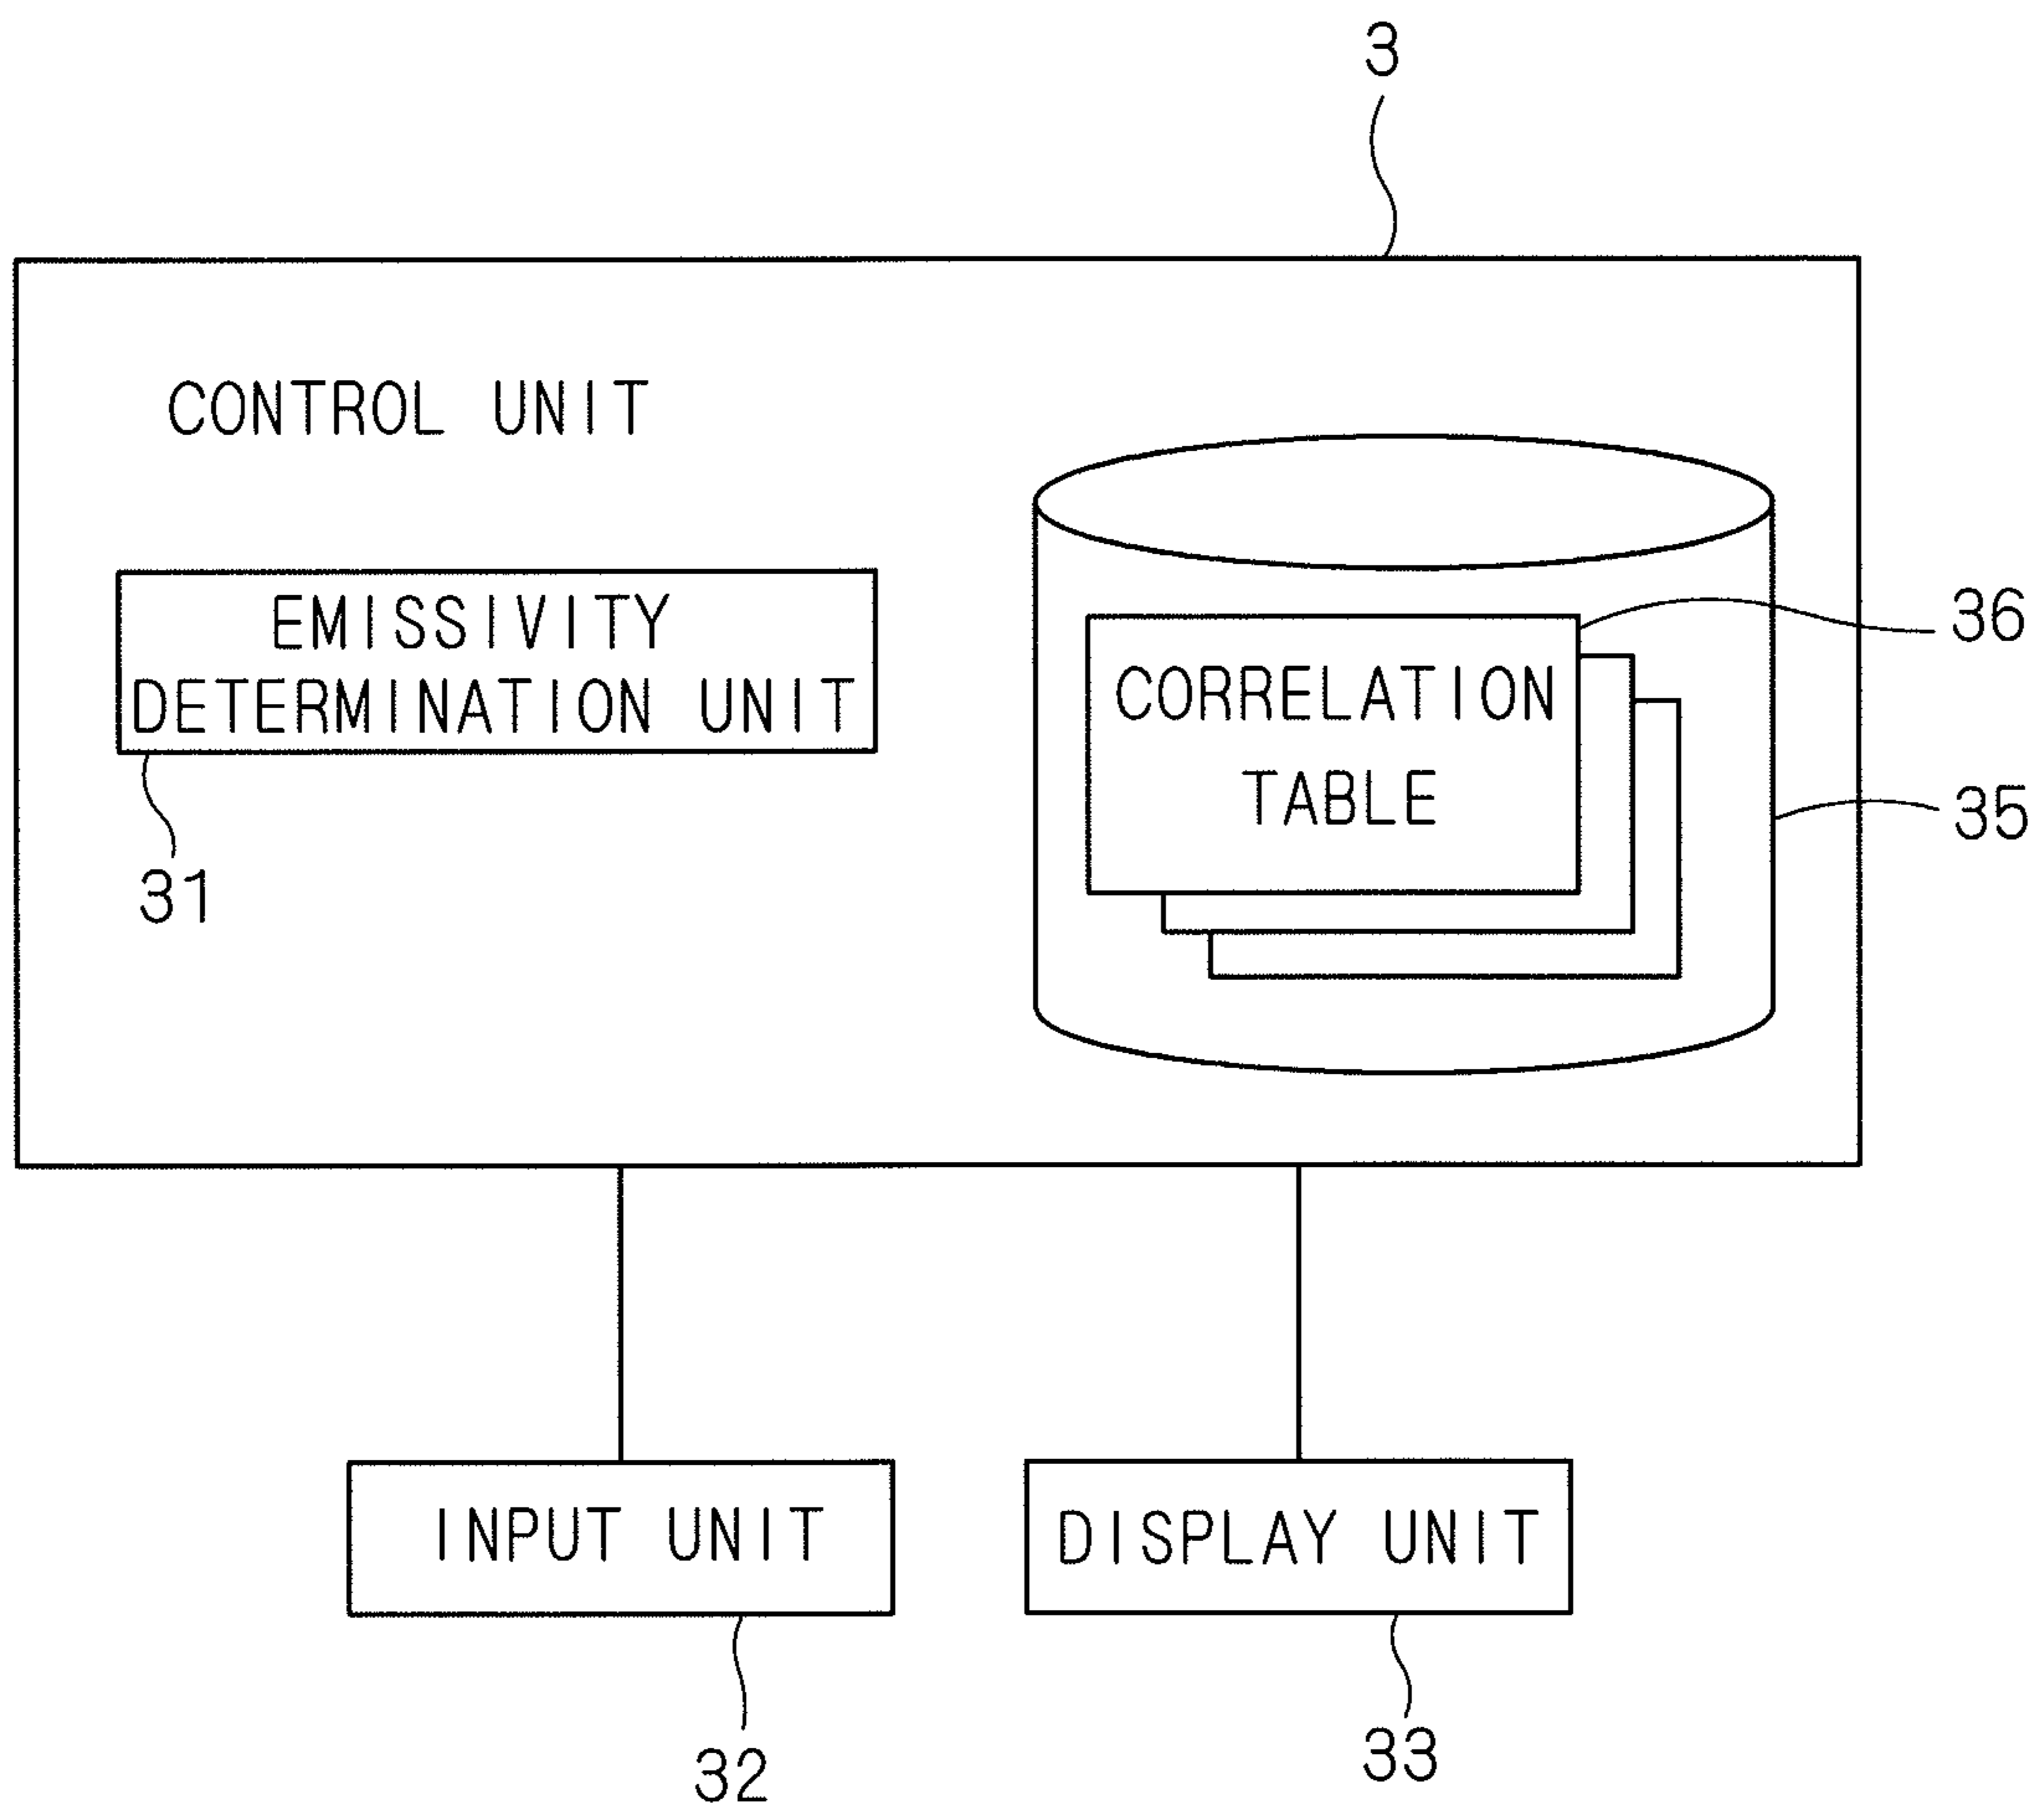 3
CONTROL UNIT
EMISSIVITY
DETERMINATION UNIT
31
CORRELATION
TABLE
36
35
INPUT UNIT
32
DISPLAY UNIT
33